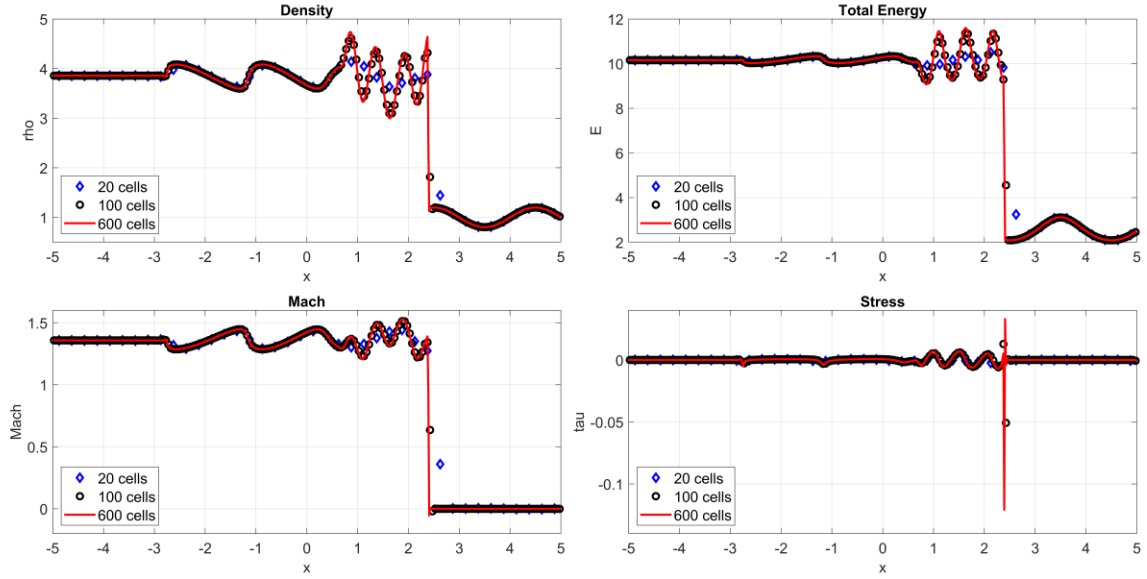 Density
5
4
3
2
1
rho
20 cells
100 cells
600 cells
-5 -4 -3 -2 -1 0 1 2 3 4 5
x
Total Energy
12
10
8
6
4
2
E
20 cells
100 cells
600 cells
-5 -4 -3 -2 -1 0 1 2 3 4 5
x
Mach
1.5
1
0.5
0
Mach
20 cells
100 cells
600 cells
-5 -4 -3 -2 -1 0 1 2 3 4 5
x
Stress
0
-0.05
-0.1
tau
20 cells
100 cells
600 cells
-5 -4 -3 -2 -1 0 1 2 3 4 5
x